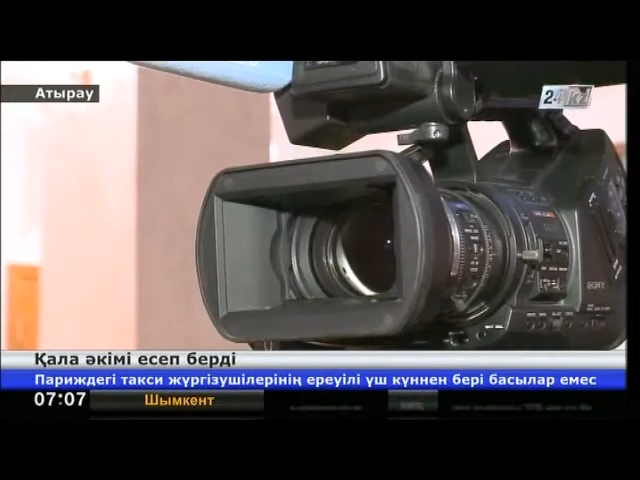 Атырау
24KZ
SONY
Қала әкімі есеп берді
Париждегі такси жүргізушілерінің ереуілі үш күннен бері басылар емес
07:07
Шымкент